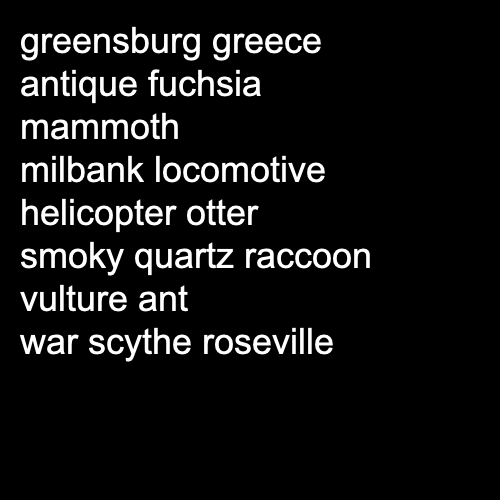 greensburg greece
antique fuchsia
mammoth
milbank locomotive
helicopter otter
smoky quartz raccoon
vulture ant
war scythe roseville